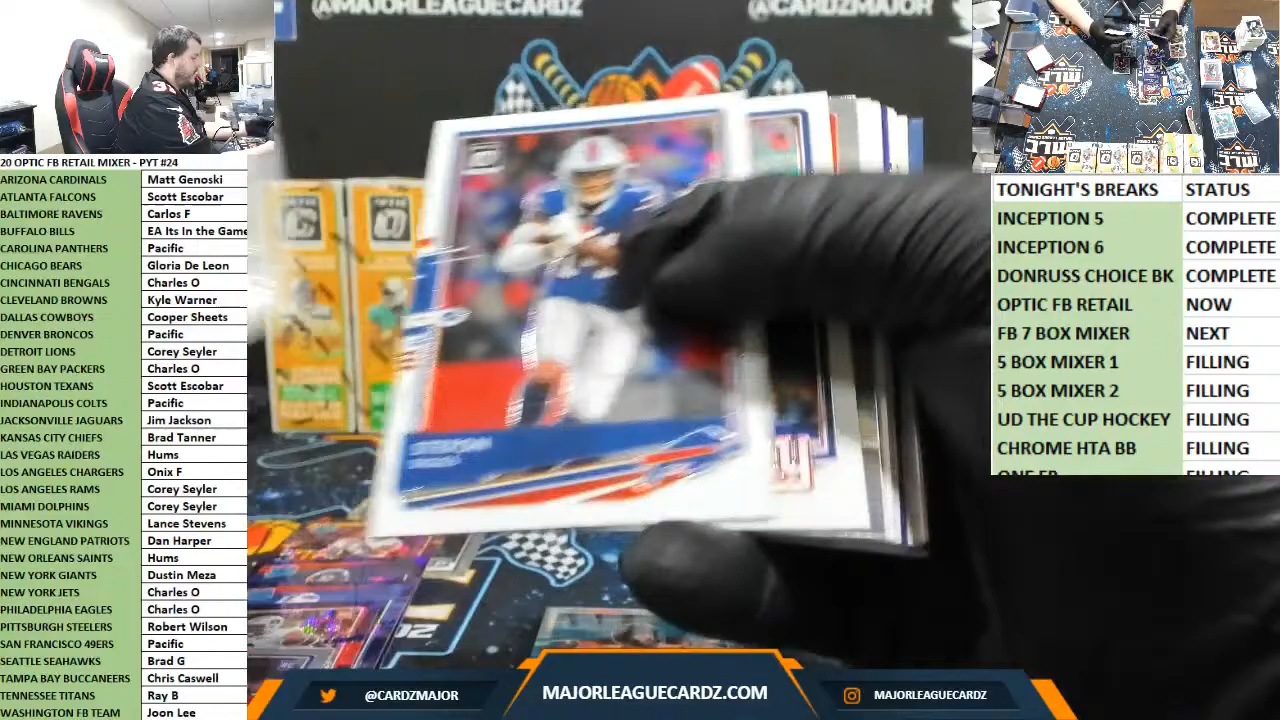 @MAJORLEAGUECARDZ
@CARDZMAJOR
20 OPTIC FB RETAIL MIXER - PYT #24
ARIZONA CARDINALS Matt Genoski
ATLANTA FALCONS Scott Escobar
BALTIMORE RAVENS Carlos F
BUFFALO BILLS EA Its In the Game
CAROLINA PANTHERS Pacific
CHICAGO BEARS Gloria De Leon
CINCINNATI BENGALS Charles O
CLEVELAND BROWNS Kyle Warner
DALLAS COWBOYS Cooper Sheets
DENVER BRONCOS Pacific
DETROIT LIONS Corey Seyler
GREEN BAY PACKERS Charles O
HOUSTON TEXANS Scott Escobar
INDIANAPOLIS COLTS Pacific
JACKSONVILLE JAGUARS Jim Jackson
KANSAS CITY CHIEFS Brad Tanner
LAS VEGAS RAIDERS Hums
LOS ANGELES CHARGERS Onix F
LOS ANGELES RAMS Corey Seyler
MIAMI DOLPHINS Corey Seyler
MINNESOTA VIKINGS Lance Stevens
NEW ENGLAND PATRIOTS Dan Harper
NEW ORLEANS SAINTS Hums
NEW YORK GIANTS Dustin Meza
NEW YORK JETS Charles O
PHILADELPHIA EAGLES Charles O
PITTSBURGH STEELERS Robert Wilson
SAN FRANCISCO 49ERS Pacific
SEATTLE SEAHAWKS Brad G
TAMPA BAY BUCCANEERS Chris Caswell
TENNESSEE TITANS Ray B
WASHINGTON FB TEAM Joon Lee
TONIGHT'S BREAKS STATUS
INCEPTION 5 COMPLETE
INCEPTION 6 COMPLETE
DONRUSS CHOICE BK COMPLETE
OPTIC FB RETAIL NOW
FB 7 BOX MIXER NEXT
5 BOX MIXER 1 FILLING
5 BOX MIXER 2 FILLING
UD THE CUP HOCKEY FILLING
CHROME HTA BB FILLING
@CARDZMAJOR
MAJORLEAGUECARDZ.COM
MAJORLEAGUECARDZ